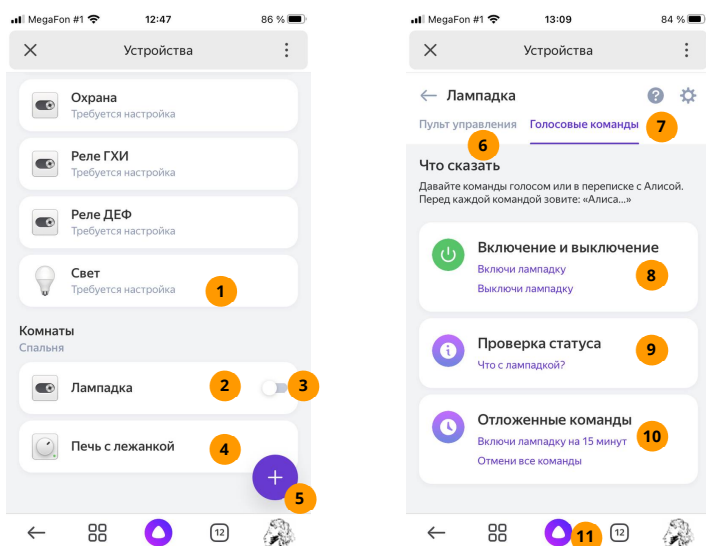 MegaFon #1 12:47 86 %
Устройства
Охрана
Требуется настройка
Реле ГХИ
Требуется настройка
Реле ДЕФ
Требуется настройка
Свет
Требуется настройка
1
Комнаты
Спальня
Лампадка 2 3
Печь с лежанкой 4
+
5
12
MegaFon #1 13:09 84 %
Устройства
Лампадка ?
Пульт управления Голосовые команды 7
6
Что сказать
Давайте команды голосом или в переписке с Алисой.
Перед каждой командой зовите: «Алиса...»
Включение и выключение
Включи лампадку 8
Выключи лампадку
Проверка статуса 9
Что с лампадкой?
Отложенные команды
Включи лампадку на 15 минут 10
Отмени все команды
11 12